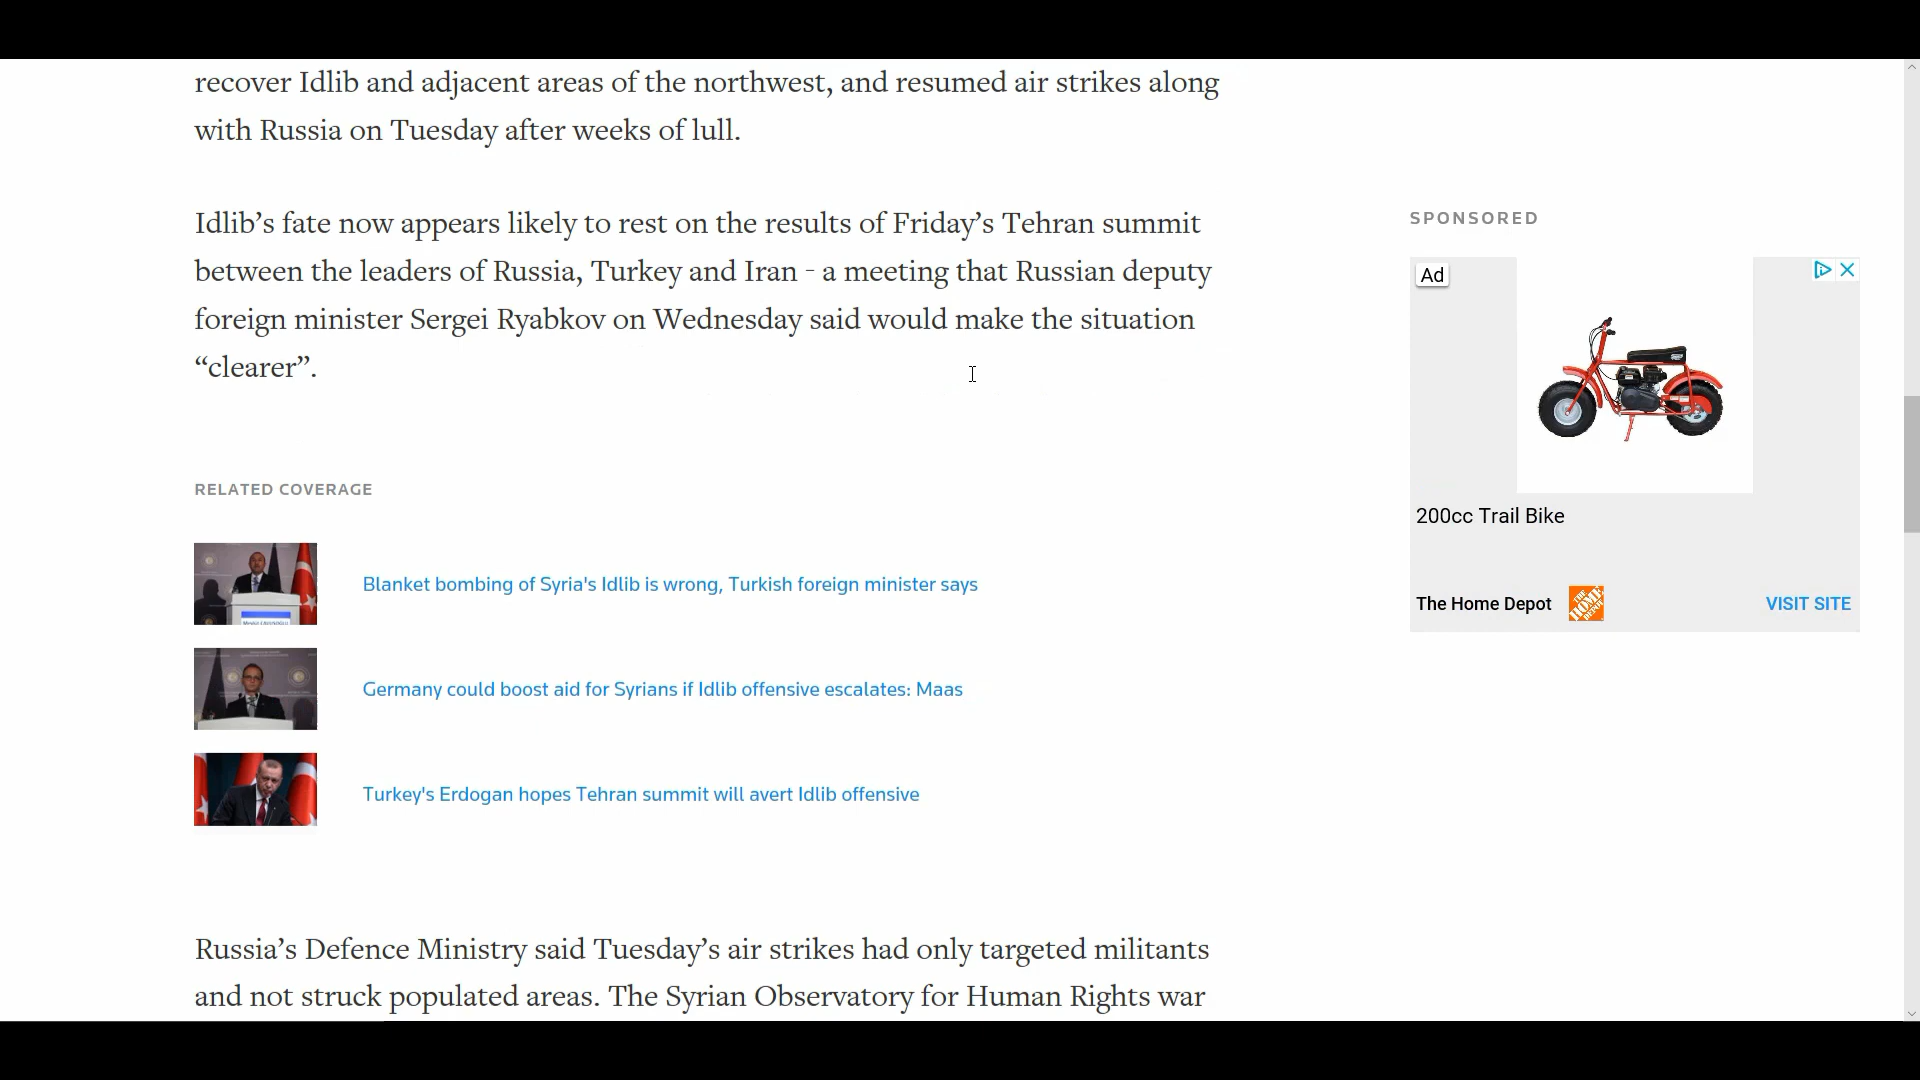 recover Idlib and adjacent areas of the northwest, and resumed air strikes along
with Russia on Tuesday after weeks of lull.
Idlib’s fate now appears likely to rest on the results of Friday’s Tehran summit
between the leaders of Russia, Turkey and Iran - a meeting that Russian deputy
foreign minister Sergei Ryabkov on Wednesday said would make the situation
“clearer”.
RELATED COVERAGE
Blanket bombing of Syria's Idlib is wrong, Turkish foreign minister says
Germany could boost aid for Syrians if Idlib offensive escalates: Maas
Turkey's Erdogan hopes Tehran summit will avert Idlib offensive
Russia’s Defence Ministry said Tuesday’s air strikes had only targeted militants
and not struck populated areas. The Syrian Observatory for Human Rights war
SPONSORED
Ad
200cc Trail Bike
The Home Depot
THE HOME DEPOT
VISIT SITE